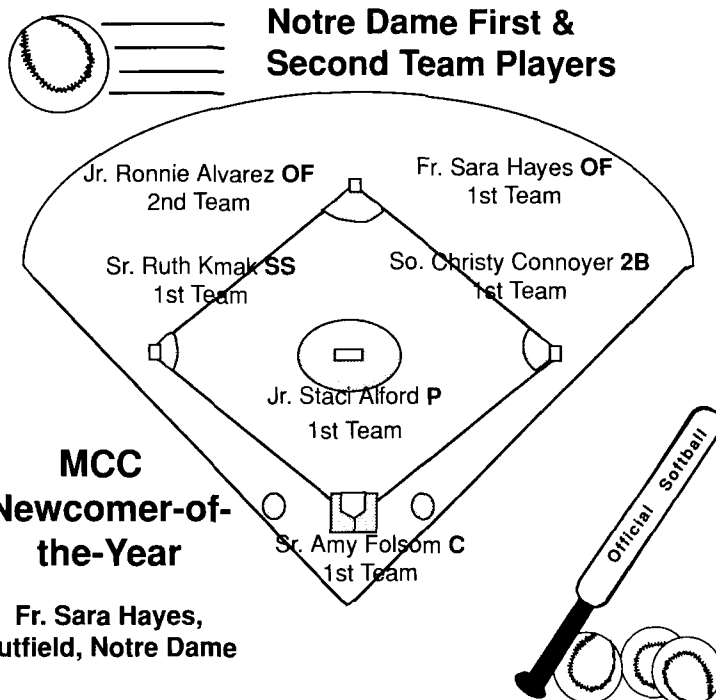 Notre Dame First &
Second Team Players
Jr. Ronnie Alvarez OF
2nd Team
Fr. Sara Hayes OF
1st Team
Sr. Ruth Kmak SS
1st Team
So. Christy Connoyer 2B
1st Team
Jr. Staci Alford P
1st Team
Sr. Amy Folsom C
1st Team
MCC
Newcomer-of-
the-Year
Fr. Sara Hayes,
utfield, Notre Dame
Official Softball